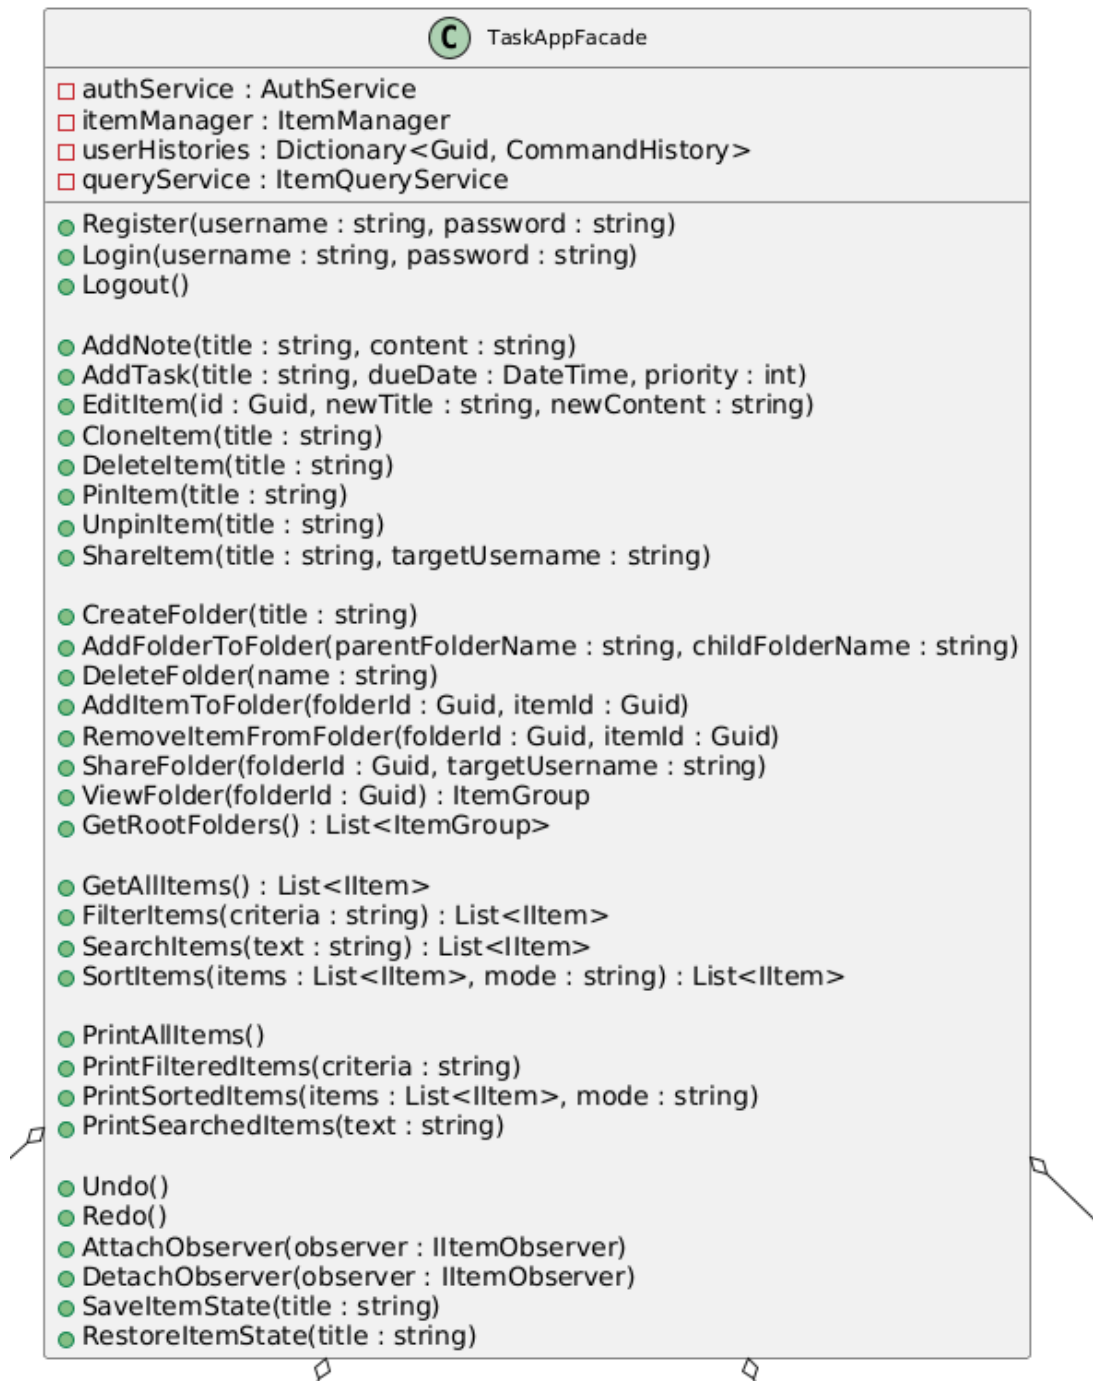 C TaskAppFacade
authService : AuthService
itemManager : ItemManager
userHistories : Dictionary<Guid, CommandHistory>
queryService : ItemQueryService
Register(username : string, password : string)
Login(username : string, password : string)
Logout()
AddNote(title : string, content : string)
AddTask(title : string, dueDate : DateTime, priority : int)
EditItem(id : Guid, newTitle : string, newContent : string)
CloneItem(title : string)
DeleteItem(title : string)
PinItem(title : string)
UnpinItem(title : string)
ShareItem(title : string, targetUsername : string)
CreateFolder(title : string)
AddFolderToFolder(parentFolderName : string, childFolderName : string)
DeleteFolder(name : string)
AddItemToFolder(folderId : Guid, itemId : Guid)
RemoveItemFromFolder(folderId : Guid, itemId : Guid)
ShareFolder(folderId : Guid, targetUsername : string)
ViewFolder(folderId : Guid) : ItemGroup
GetRootFolders() : List<ItemGroup>
GetAllItems() : List<IItem>
FilterItems(criteria : string) : List<IItem>
SearchItems(text : string) : List<IItem>
SortItems(items : List<IItem>, mode : string) : List<IItem>
PrintAllItems()
PrintFilteredItems(criteria : string)
PrintSortedItems(items : List<IItem>, mode : string)
PrintSearchedItems(text : string)
Undo()
Redo()
AttachObserver(observer : IItemObserver)
DetachObserver(observer : IItemObserver)
SaveItemState(title : string)
RestoreItemState(title : string)